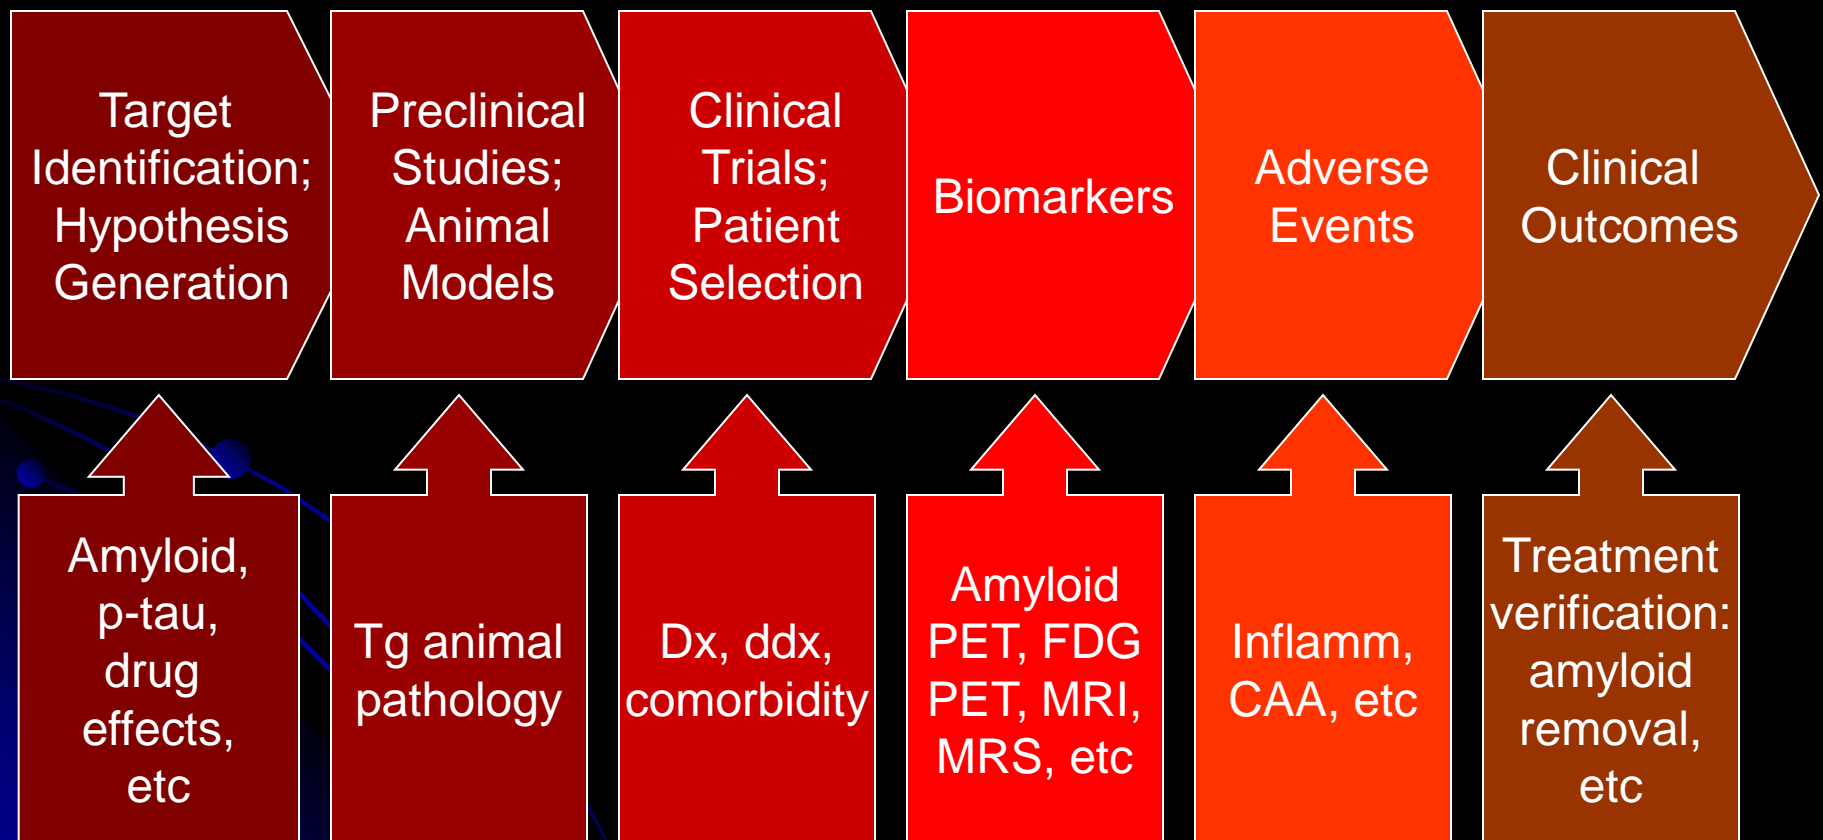 Target
Identification;
Hypothesis
Generation
Preclinical
Studies;
Animal
Models
Clinical
Trials;
Patient
Selection
Biomarkers
Adverse
Events
Clinical
Outcomes
Amyloid,
p-tau,
drug
effects,
etc
Tg animal
pathology
Dx, ddx,
comorbidity
Amyloid
PET, FDG
PET, MRI,
MRS, etc
Inflamm,
CAA, etc
Treatment
verification:
amyloid
removal,
etc